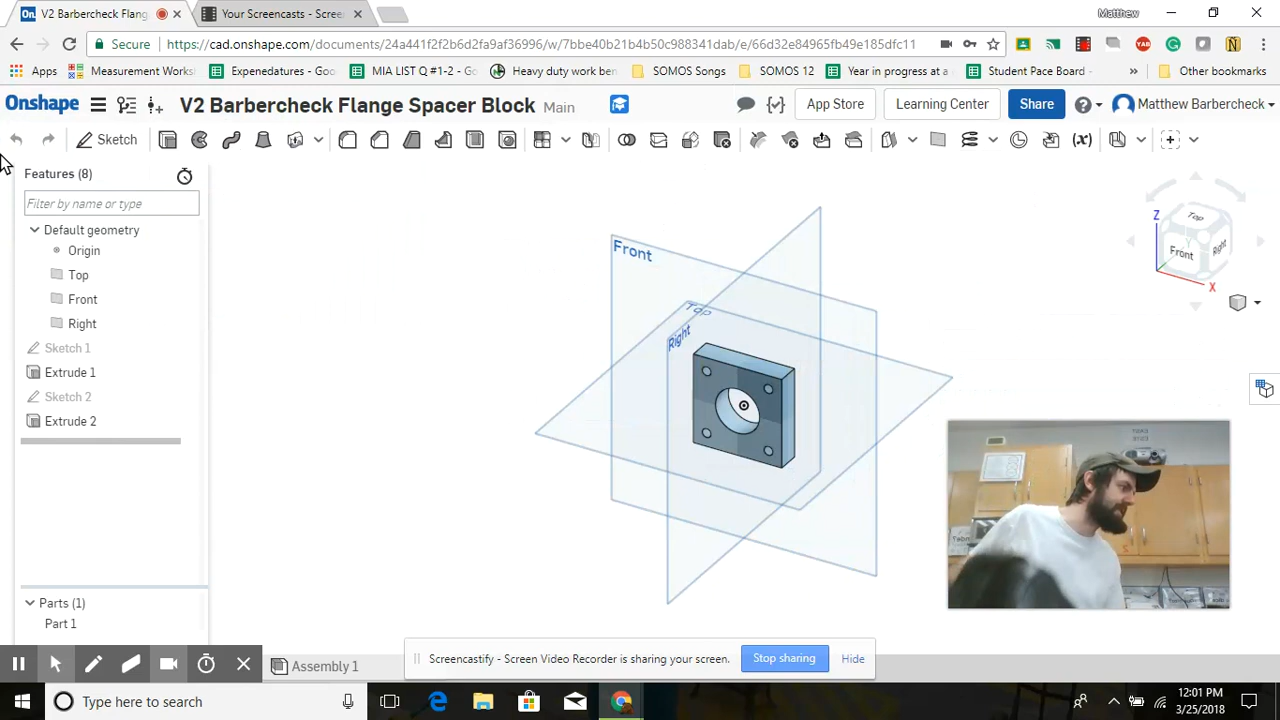 On. V2 Barbercheck Flang
Your Screencasts - Scree
Matthew
Secure https://cad.onshape.com/documents/24a441f222b6d2fa9af36996/w/7bbe40b21b4b50c988341dab/e/66d32e84925fb49e185dfc11
Apps
Measurement Works
Expenedatures - Goo
MIA LIST Q #1-2 - Go
Heavy duty work ben
SOMOS Songs
SOMOS 12
Year in progress at a
Student Pace Board -
Other bookmarks
Onshape
V2 Barbercheck Flange Spacer Block Main
App Store
Learning Center
Share
Matthew Barbercheck
Sketch
(x)
Features (8)
Filter by name or type
Default geometry
Origin
Top
Front
Right
Sketch 1
Extrude 1
Sketch 2
Extrude 2
Front
Top
Right
Z
Top
Front
Right
X
Parts (1)
Part 1
Assembly 1
Screencastify - Screen Video Recorder is sharing your screen.
Stop sharing
Hide
Type here to search
12:01 PM
3/25/2018